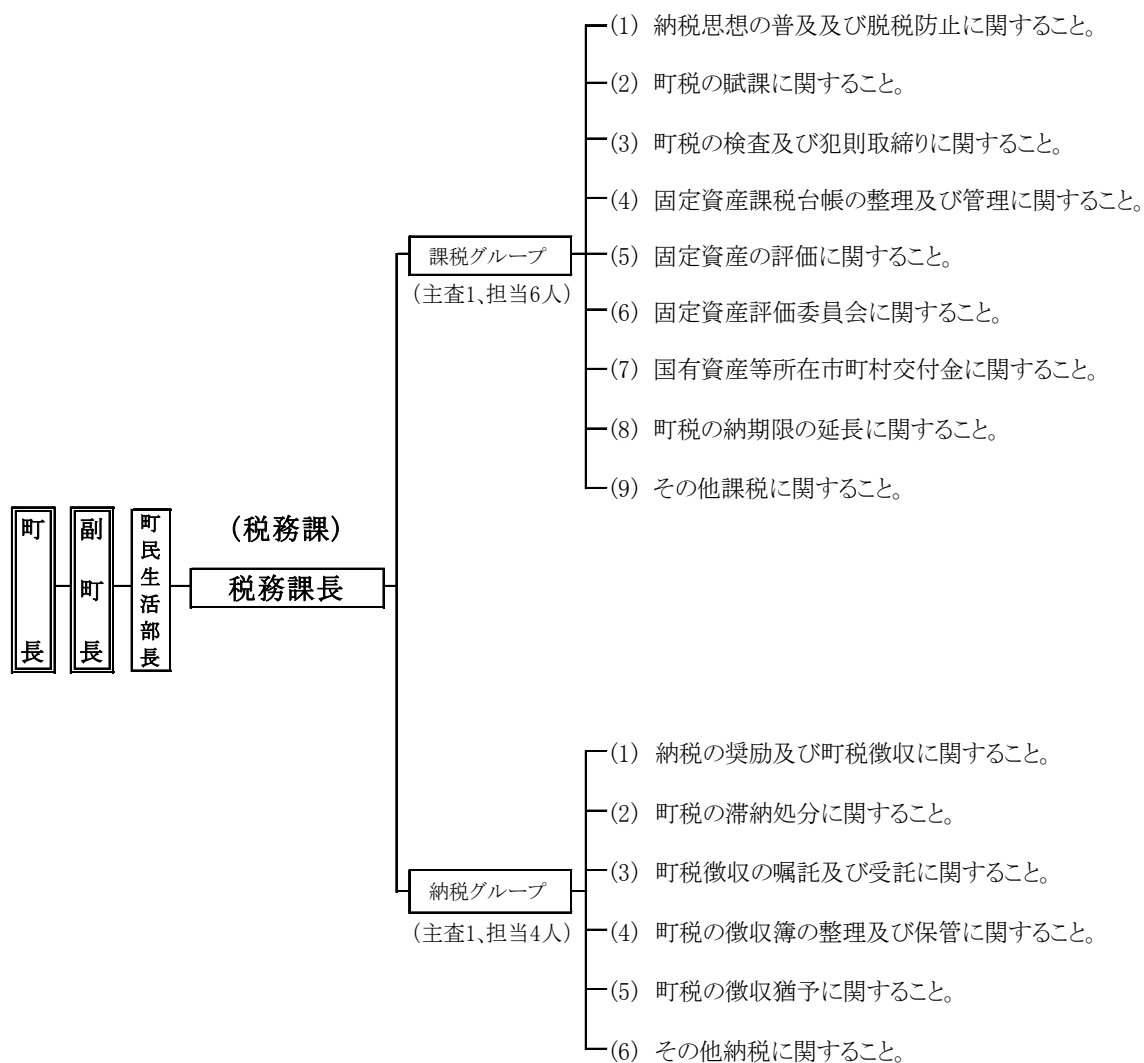 町長
副町長
町民生活部長
(税務課)
税務課長
課税グループ
(主査1、担当6人)
(1) 納税思想の普及及び脱税防止に関すること。
(2) 町税の賦課に関すること。
(3) 町税の検査及び犯則取締りに関すること。
(4) 固定資産課税台帳の整理及び管理に関すること。
(5) 固定資産の評価に関すること。
(6) 固定資産評価委員会に関すること。
(7) 国有資産等所在市町村交付金に関すること。
(8) 町税の納期限の延長に関すること。
(9) その他課税に関すること。
納税グループ
(主査1、担当4人)
(1) 納税の奨励及び町税徴収に関すること。
(2) 町税の滞納処分に関すること。
(3) 町税徴収の嘱託及び受託に関すること。
(4) 町税の徴収簿の整理及び保管に関すること。
(5) 町税の徴収猶予に関すること。
(6) その他納税に関すること。